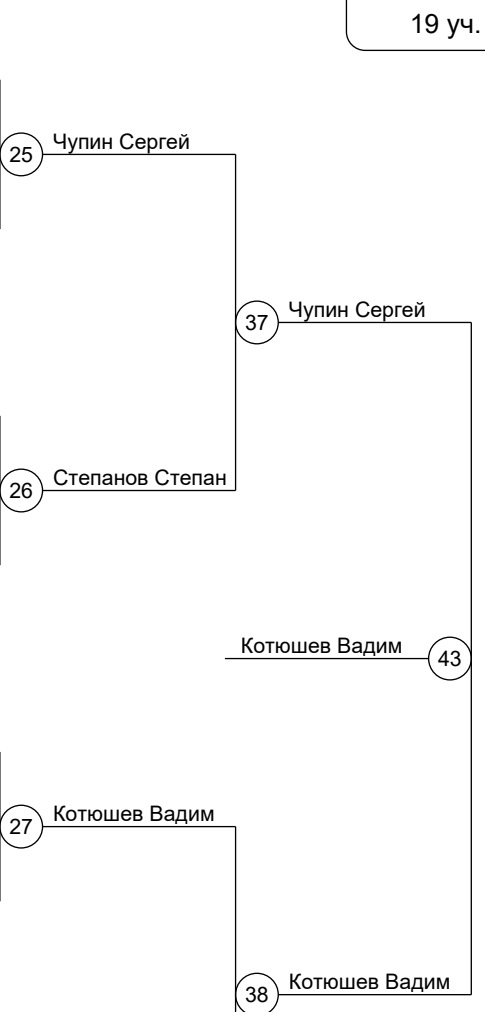 19 уч.
25 Чупин Сергей
37 Чупин Сергей
26 Степанов Степан
Котюшев Вадим 43
27 Котюшев Вадим
38 Котюшев Вадим